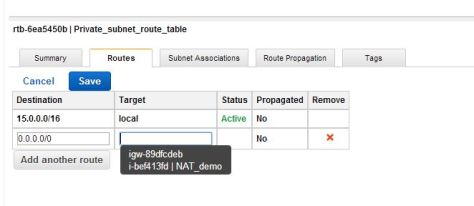 rtb-6ea5450b | Private_subnet_route_table
Summary Routes Subnet Associations Route Propagation Tags
Cancel Save
Destination Target Status Propagated Remove
15.0.0.0/16 local Active No
0.0.0.0/0 No ×
Add another route
igw-89dfcdeb
i-bef413fd | NAT_demo